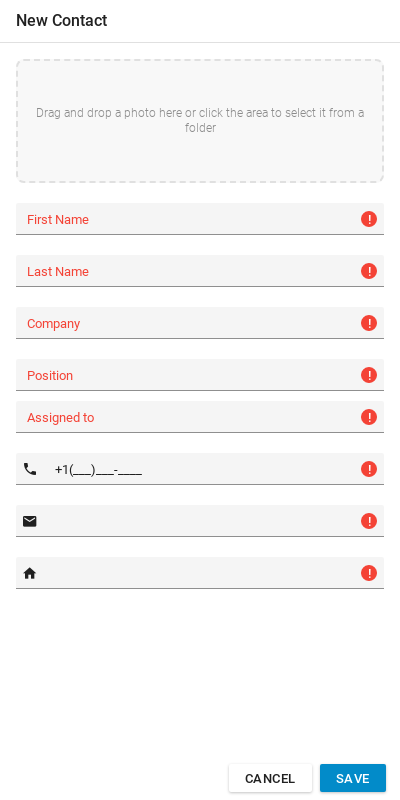 New Contact
Drag and drop a photo here or click the area to select it from a
folder
First Name
Last Name
Company
Position
Assigned to
+1(___)___-____
CANCEL SAVE